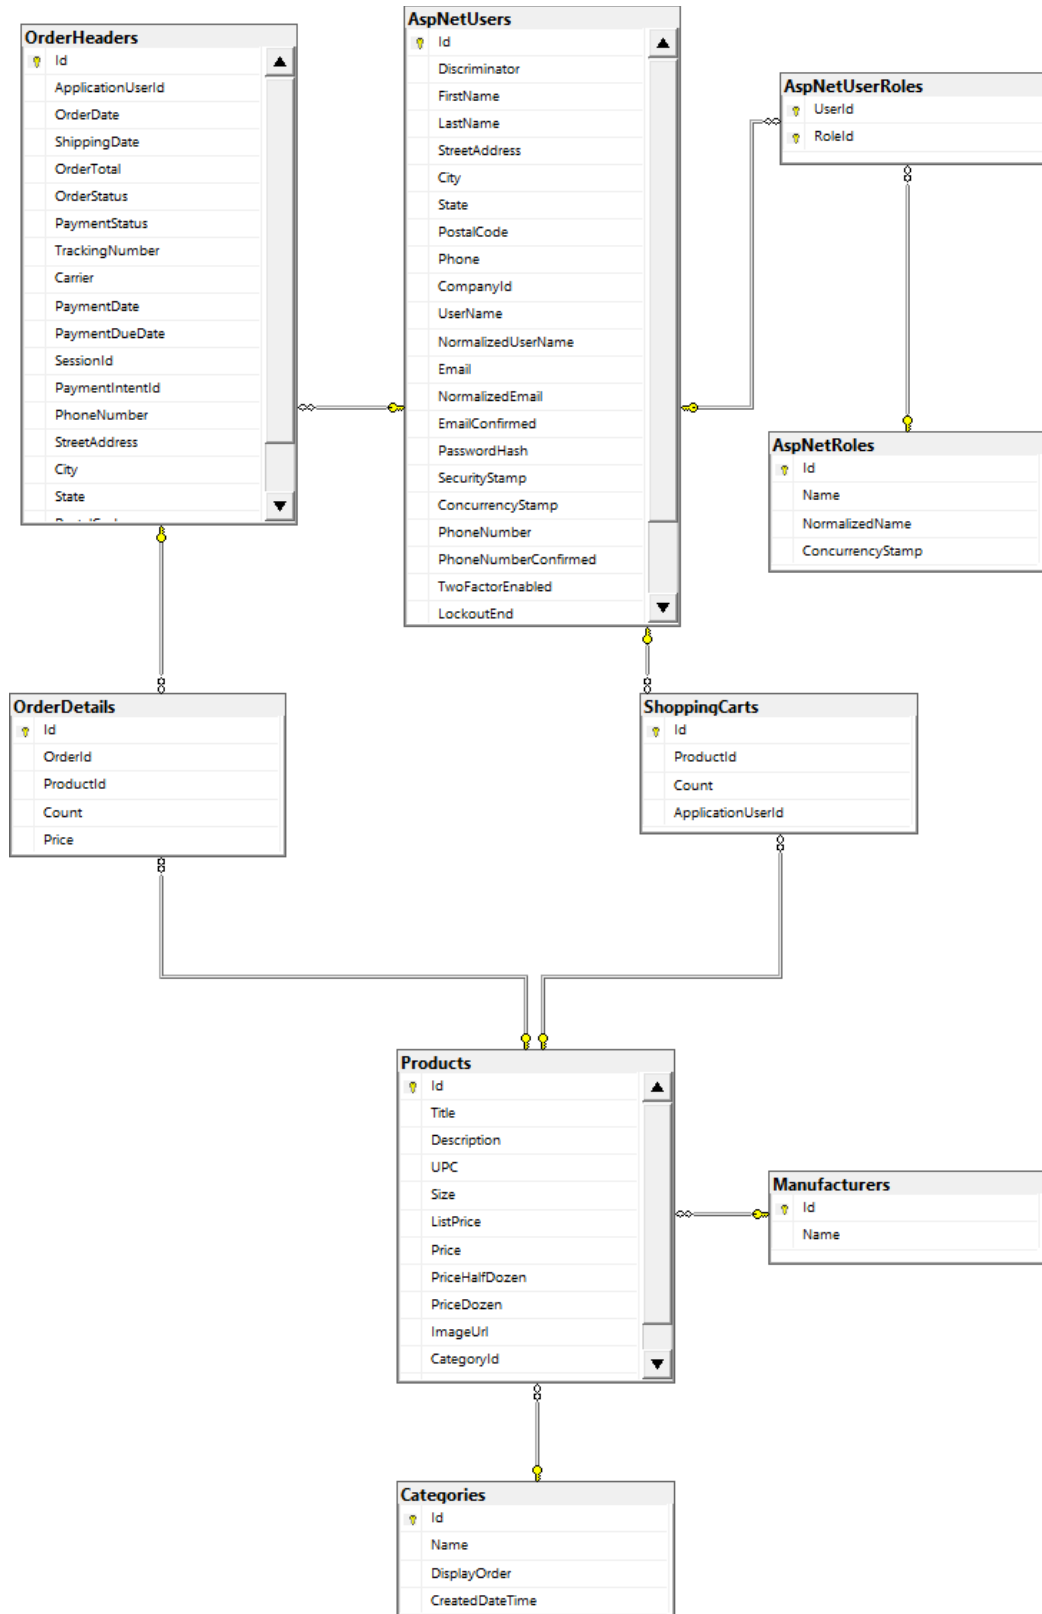 OrderHeaders
Id
ApplicationUserId
OrderDate
ShippingDate
OrderTotal
OrderStatus
PaymentStatus
TrackingNumber
Carrier
PaymentDate
PaymentDueDate
SessionId
PaymentIntentId
PhoneNumber
StreetAddress
City
State
AspNetUsers
Id
Discriminator
FirstName
LastName
StreetAddress
City
State
PostalCode
Phone
CompanyId
UserName
NormalizedUserName
Email
NormalizedEmail
EmailConfirmed
PasswordHash
SecurityStamp
ConcurrencyStamp
PhoneNumber
PhoneNumberConfirmed
TwoFactorEnabled
LockoutEnd
AspNetUserRoles
UserId
RoleId
AspNetRoles
Id
Name
NormalizedName
ConcurrencyStamp
OrderDetails
Id
OrderId
ProductId
Count
Price
ShoppingCarts
Id
ProductId
Count
ApplicationUserId
Products
Id
Title
Description
UPC
Size
ListPrice
Price
PriceHalfDozen
PriceDozen
ImageUrl
CategoryId
Manufacturers
Id
Name
Categories
Id
Name
DisplayOrder
CreatedDateTime